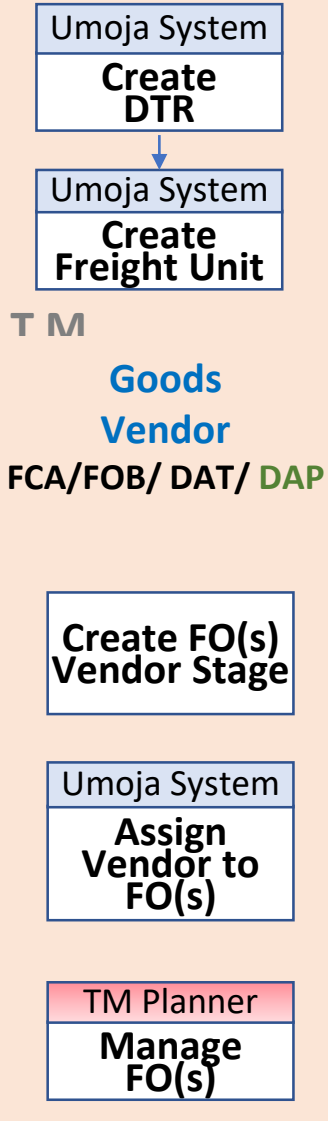 Umoja System
Create
DTR
Umoja System
Create
Freight Unit
T M
Goods
Vendor
FCA/FOB/ DAT/ DAP
Create FO(s)
Vendor Stage
Umoja System
Assign
Vendor to
FO(s)
TM Planner
Manage
FO(s)